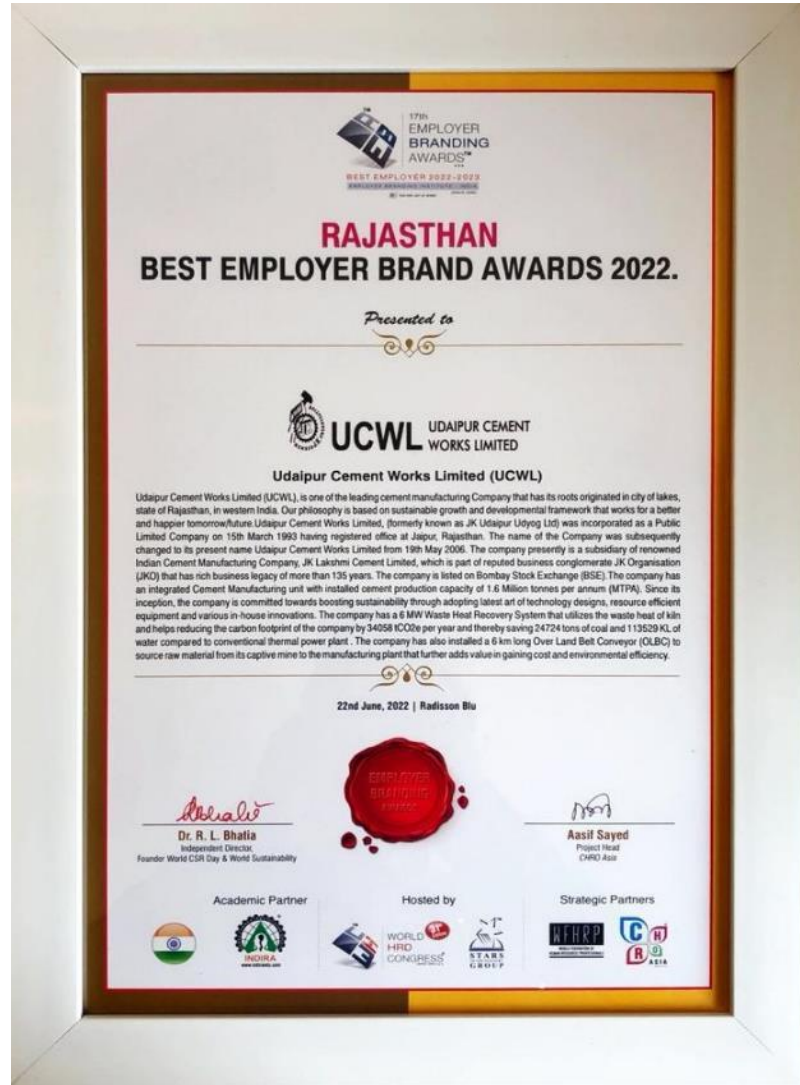 17th
EMPLOYER
BRANDING
AWARDS™
BEST EMPLOYER 2022-2023
EMPLOYER BRANDING INSTITUTE - INDIA
RAJASTHAN
BEST EMPLOYER BRAND AWARDS 2022.
Presented to
UCWL UDAIPUR CEMENT
WORKS LIMITED
Udaipur Cement Works Limited (UCWL)
Udaipur Cement Works Limited (UCWL), is one of the leading cement manufacturing Company that has its roots originated in city of lakes,
state of Rajasthan, in western India. Our philosophy is based on sustainable growth and developmental framework that works for a better
and happier tomorrow/future.Udaipur Cement Works Limited, (formerly known as JK Udaipur Udyog Ltd) was incorporated as a Public
Limited Company on 15th March 1993 having registered office at Jaipur, Rajasthan. The name of the Company was subsequently
changed to its present name Udaipur Cement Works Limited from 19th May 2006. The company presently is a subsidiary of renowned
Indian Cement Manufacturing Company, JK Lakshmi Cement Limited, which is part of reputed business conglomerate JK Organisation
(JKO) that has rich business legacy of more than 135 years. The company is listed on Bombay Stock Exchange (BSE). The company has
an integrated Cement Manufacturing unit with installed cement production capacity of 1.6 Million tonnes per annum (MTPA). Since its
inception, the company is committed towards boosting sustainability through adopting latest art of technology designs, resource efficient
equipment and various in-house innovations. The company has a 6 MW Waste Heat Recovery System that utilizes the waste heat of kiln
and helps reducing the carbon footprint of the company by 34058 tCO2e per year and thereby saving 24724 tons of coal and 113529 KL of
water compared to conventional thermal power plant . The company has also installed a 6 km long Over Land Belt Conveyor (OLBC) to
source raw material from its captive mine to the manufacturing plant that further adds value in gaining cost and environmental efficiency.
22nd June, 2022 | Radisson Blu
EMPLOYER
BRANDING
AWARDS
Dr. R. L. Bhatia
Independent Director,
Founder World CSR Day & World Sustainability
Aasif Sayed
Project Head
CHRO Asia
Academic Partner
Hosted by
Strategic Partners
INDIRA
WORLD
HRD
CONGRESS
STARS
GROUP
WFHRP
CHRO
ASIA